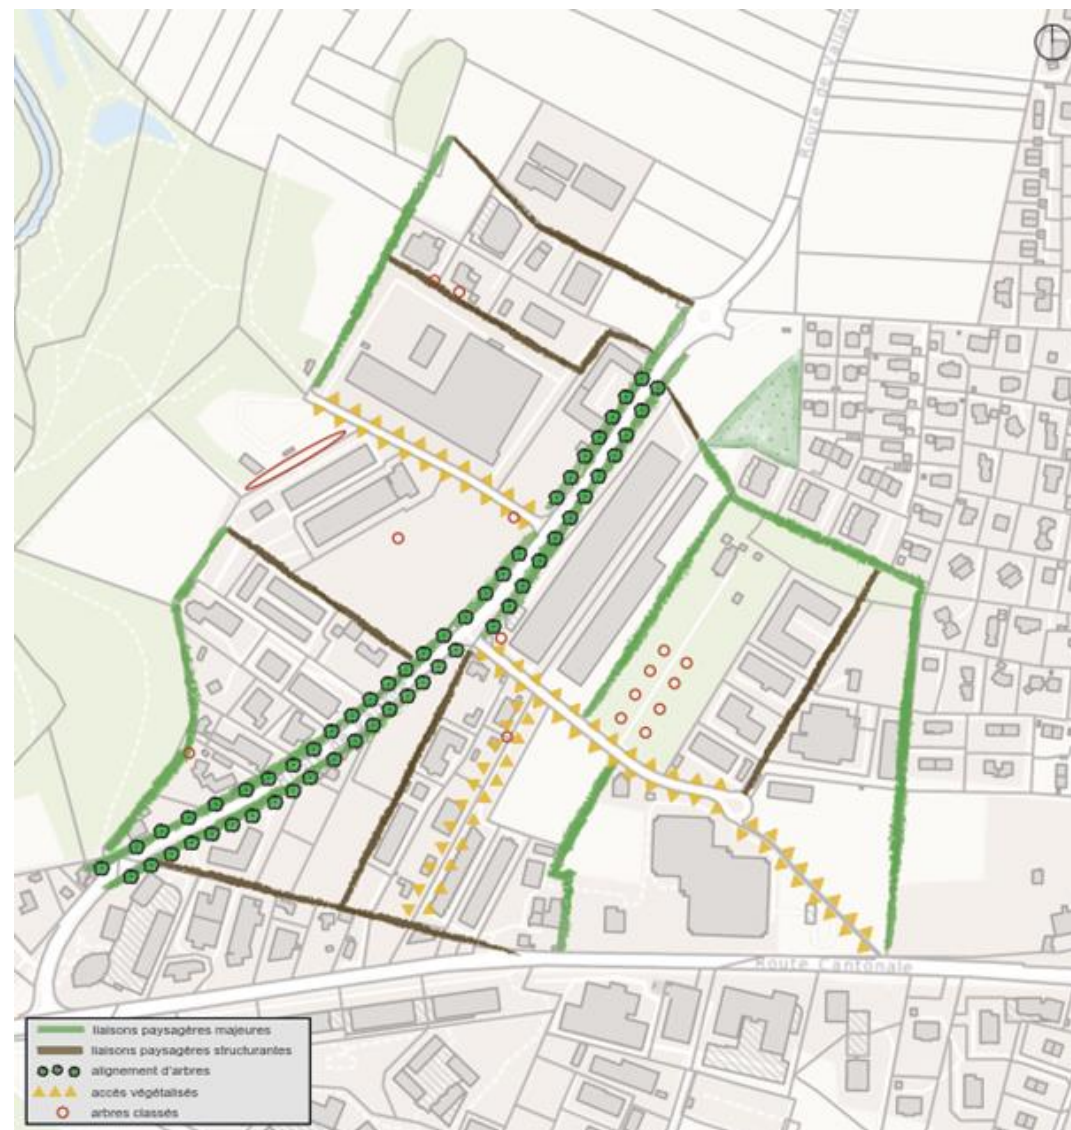 Route de Vallaire
Route Cantonale
liaisons paysagères majeures
liaisons paysagères structurantes
alignement d'arbres
accès végétalisés
arbres classés